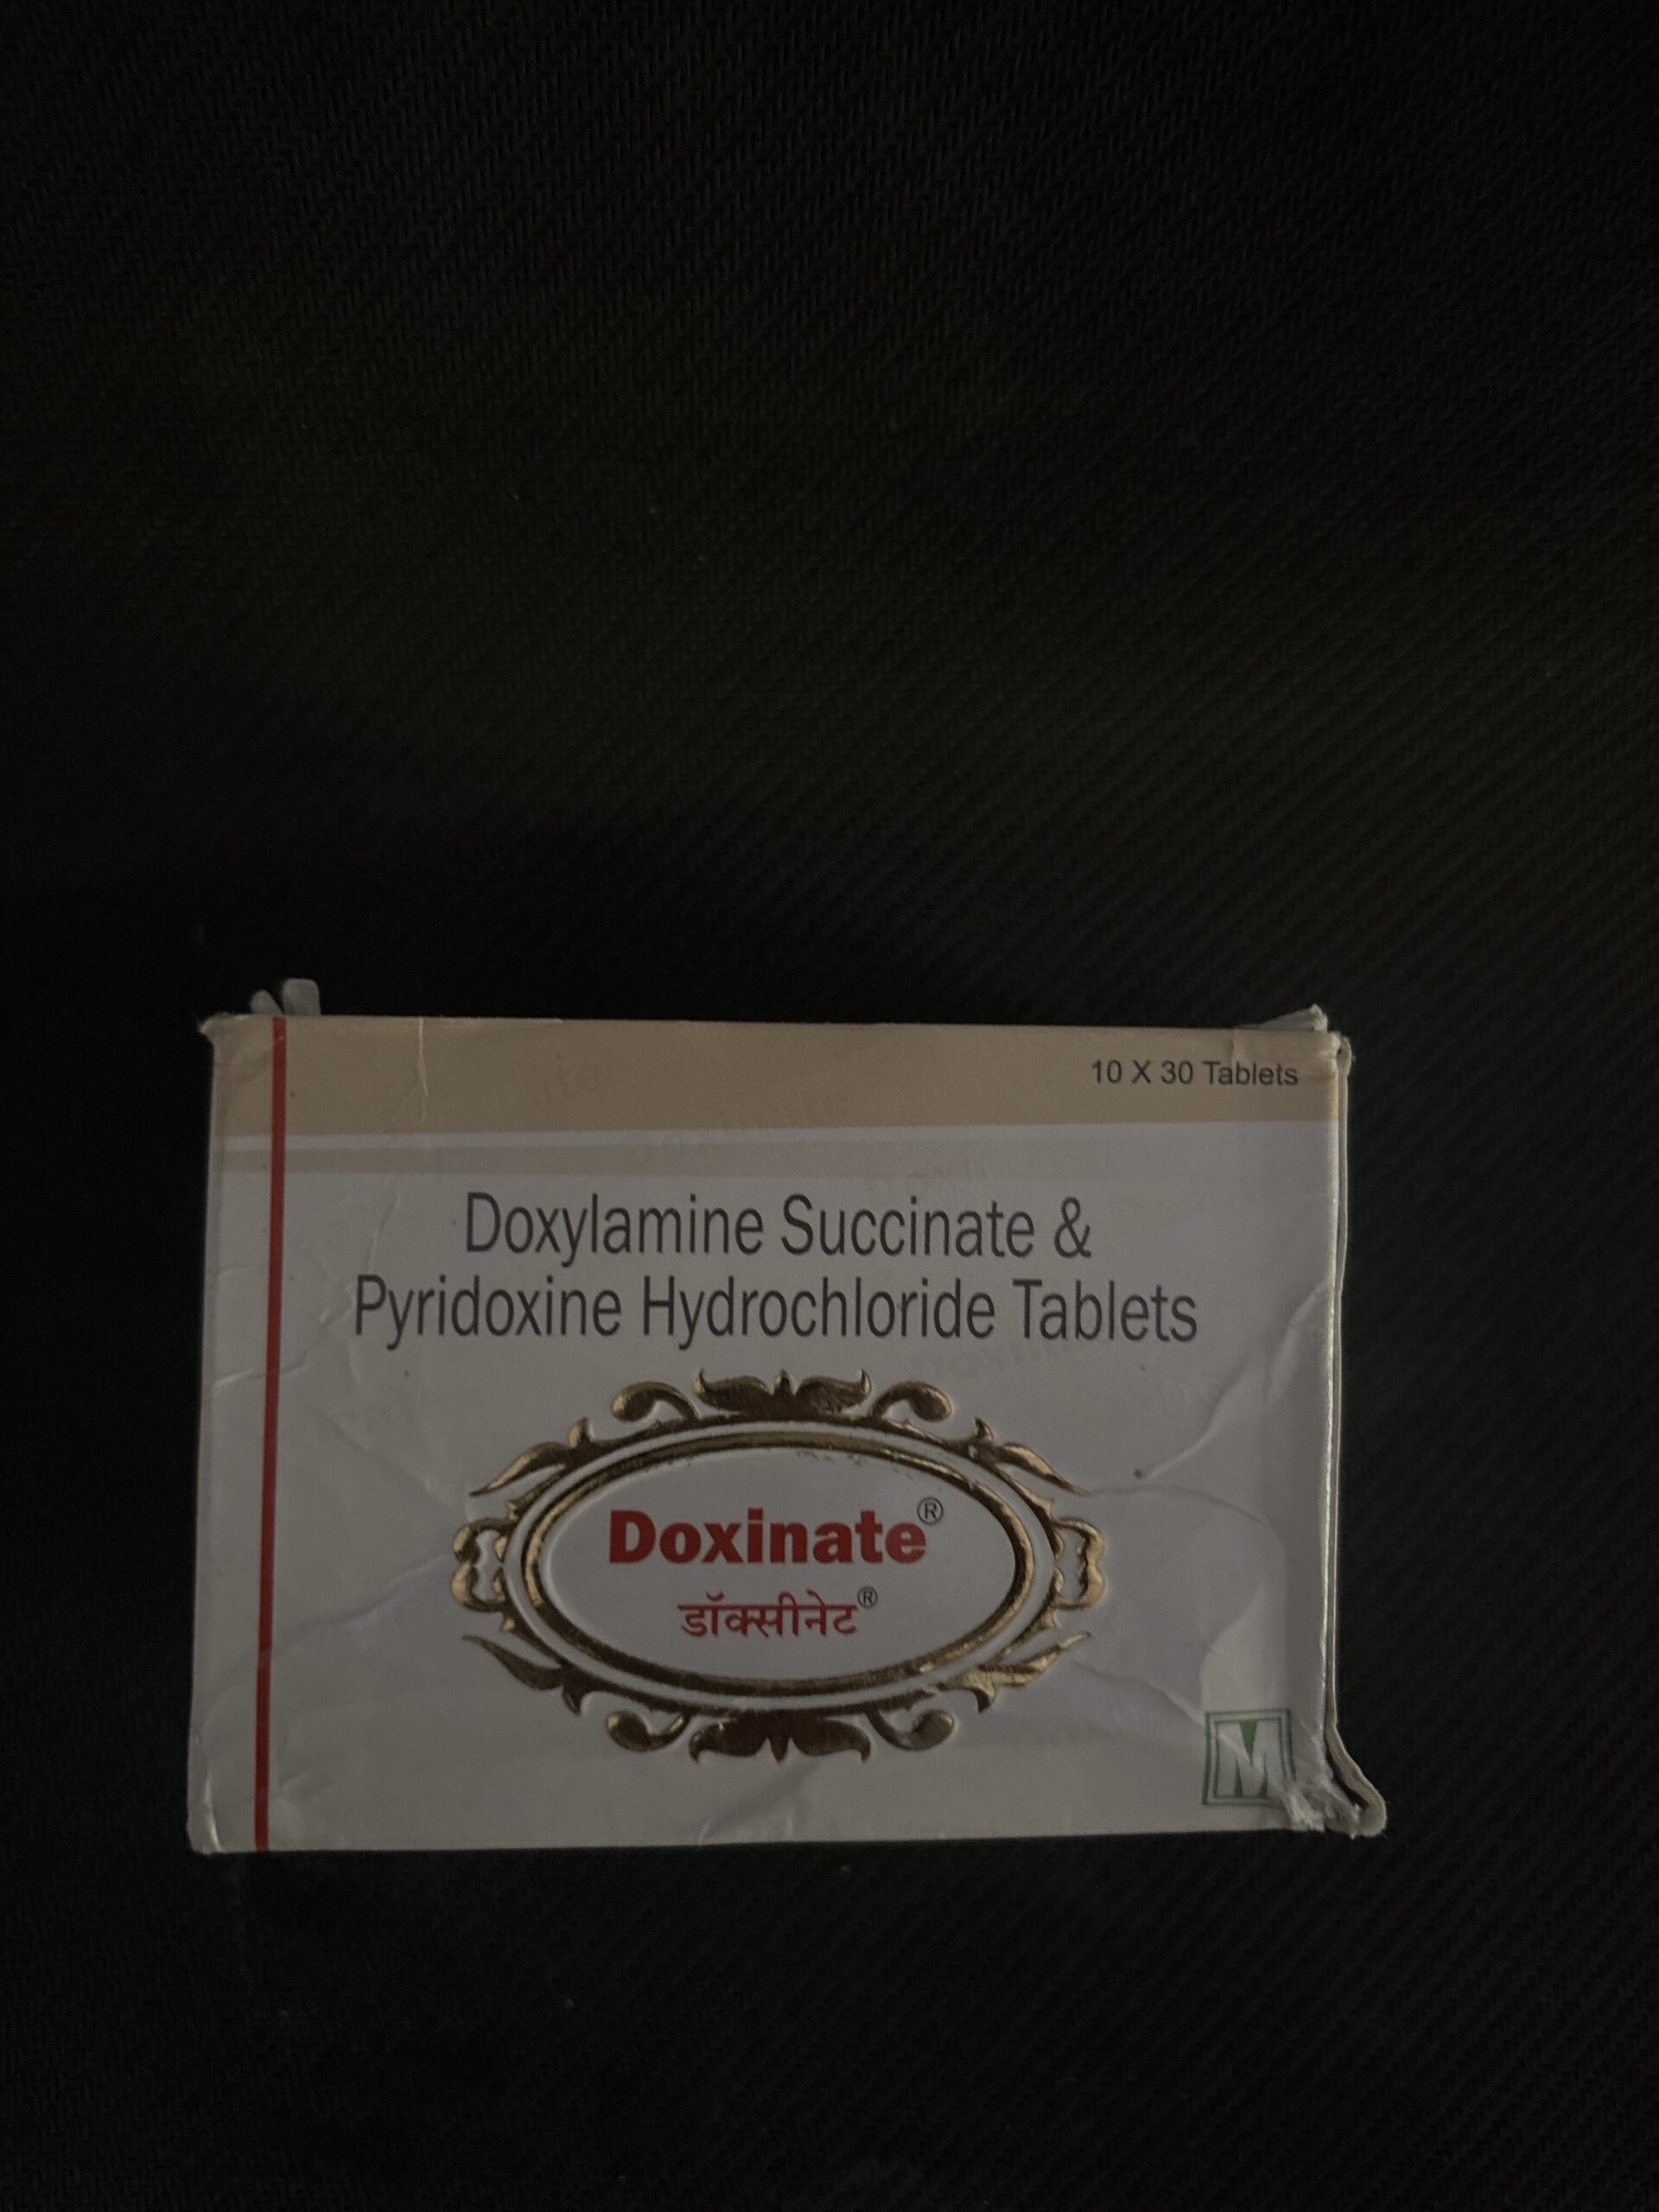 10 X 30 Tablets
Doxylamine Succinate &
Pyridoxine Hydrochloride Tablets
Doxinate®
डॉक्सीनेट®
M